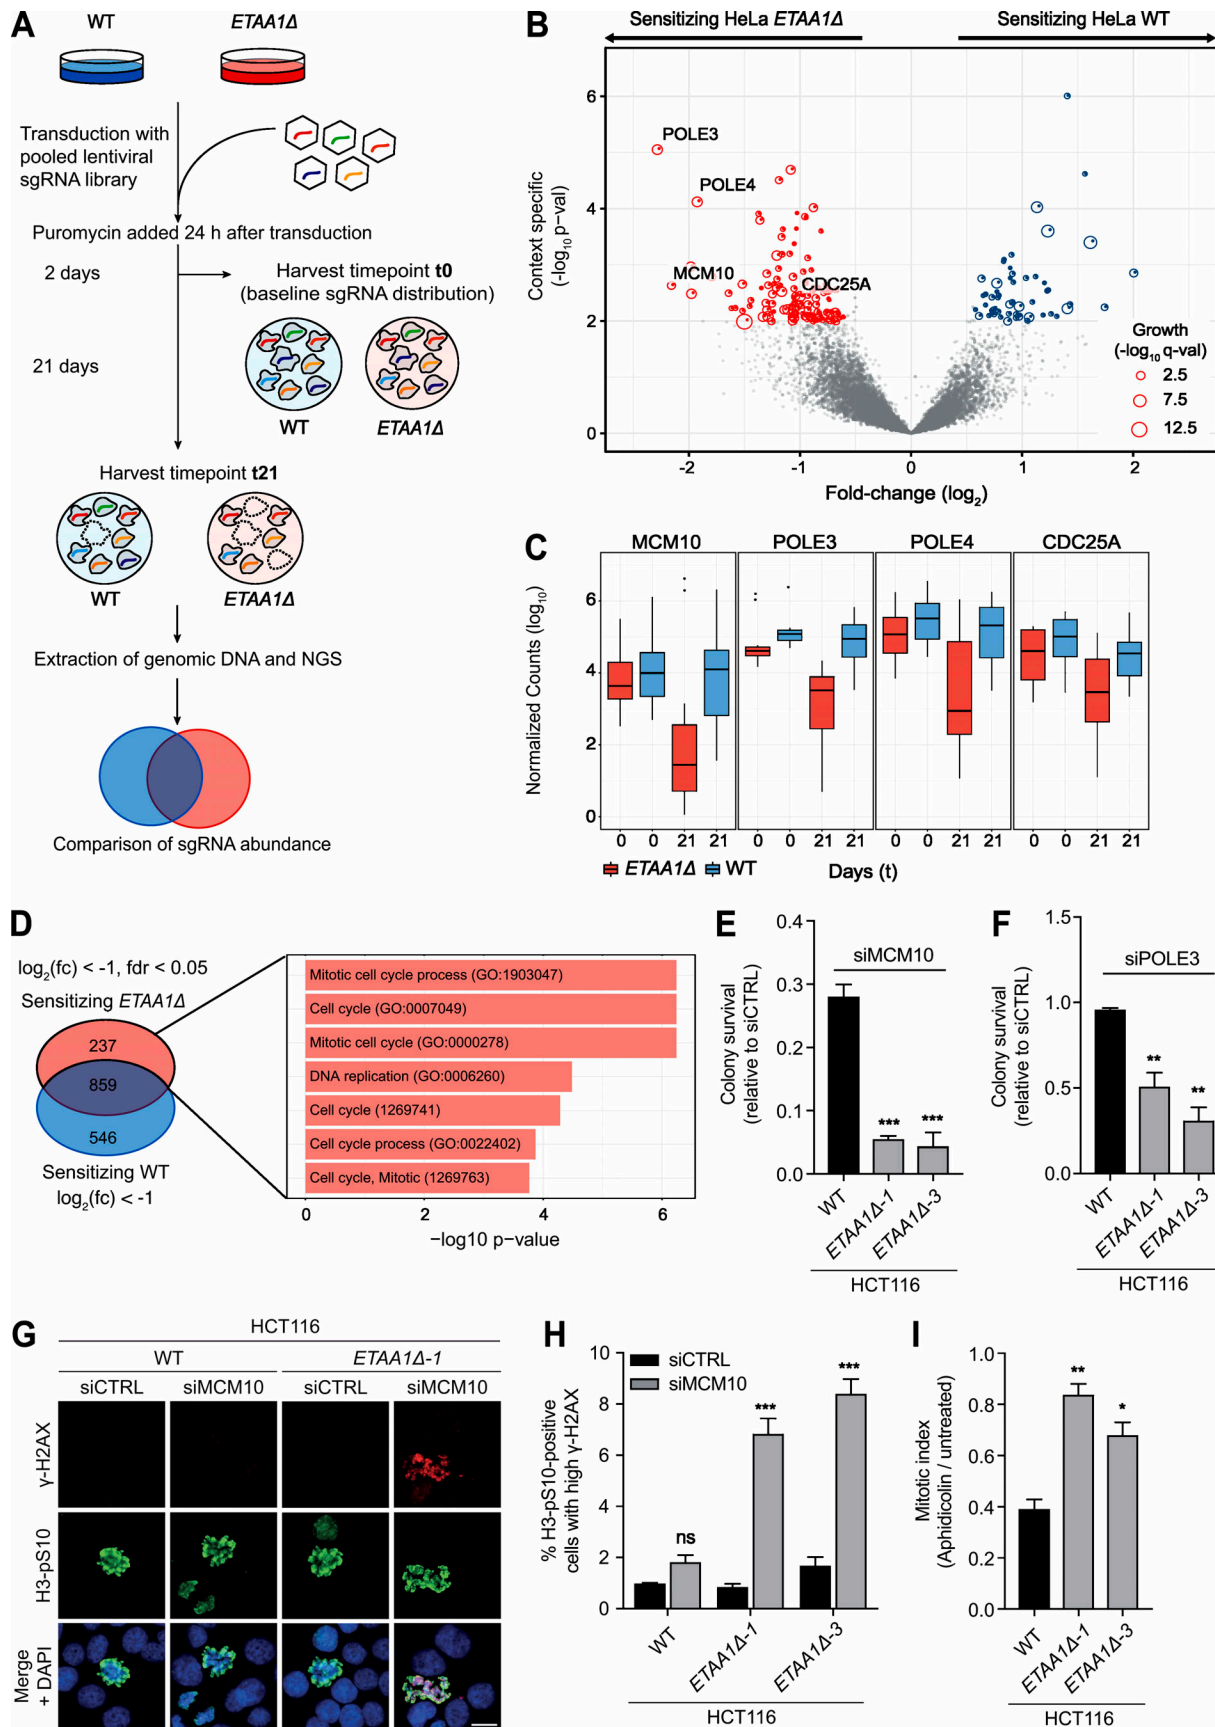 A
WT
ETAA1Δ
Transduction with
pooled lentiviral
sgRNA library
Puromycin added 24 h after transduction
2 days
Harvest timepoint t0
(baseline sgRNA distribution)
21 days
WT
ETAA1Δ
Harvest timepoint t21
WT
ETAA1Δ
Extraction of genomic DNA and NGS
Comparison of sgRNA abundance
B
Sensitizing HeLa ETAA1Δ
Sensitizing HeLa WT
Context specific
(-log10 p-val)
6
4
2
0
POLE3
POLE4
MCM10
CDC25A
Growth
(-log10 q-val)
2.5
7.5
12.5
-2
-1
0
1
2
Fold-change (log2)
C
MCM10
POLE3
POLE4
CDC25A
Normalized Counts (log10)
6
4
2
0
0
0
21
21
0
0
21
21
0
0
21
21
0
0
21
21
ETAA1Δ
WT
Days (t)
D
log2(fc) < -1, fdr < 0.05
Sensitizing ETAA1Δ
237
859
546
Sensitizing WT
log2(fc) < -1
Mitotic cell cycle process (GO:1903047)
Cell cycle (GO:0007049)
Mitotic cell cycle (GO:0000278)
DNA replication (GO:0006260)
Cell cycle (1269741)
Cell cycle process (GO:0022402)
Cell cycle, Mitotic (1269763)
0
2
4
6
−log10 p−value
E
Colony survival
(relative to siCTRL)
0.4
0.3
0.2
0.1
0.0
siMCM10
***
***
WT
ETAA1Δ-1
ETAA1Δ-3
HCT116
F
Colony survival
(relative to siCTRL)
1.5
1.0
0.5
0.0
siPOLE3
**
**
WT
ETAA1Δ-1
ETAA1Δ-3
HCT116
G
HCT116
WT
ETAA1Δ-1
siCTRL
siMCM10
siCTRL
siMCM10
γ-H2AX
H3-pS10
Merge
+ DAPI
H
% H3-pS10-positive
cells with high γ-H2AX
10
8
6
4
2
0
siCTRL
siMCM10
ns
***
***
WT
ETAA1Δ-1
ETAA1Δ-3
HCT116
I
Mitotic index
(Aphidicolin / untreated)
1.0
0.8
0.6
0.4
0.2
0.0
**
*
WT
ETAA1Δ-1
ETAA1Δ-3
HCT116